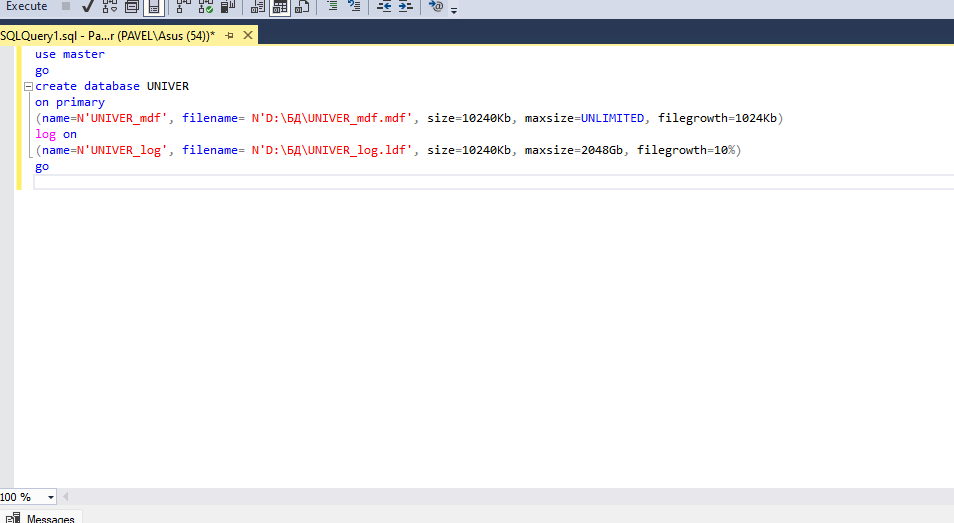 Execute
SQLQuery1.sql - Pa...r (PAVEL\Asus (54))*
use master
go
create database UNIVER
on primary
(name=N'UNIVER_mdf', filename= N'D:\БД\UNIVER_mdf.mdf', size=10240Kb, maxsize=UNLIMITED, filegrowth=1024Kb)
log on
(name=N'UNIVER_log', filename= N'D:\БД\UNIVER_log.ldf', size=10240Kb, maxsize=2048Gb, filegrowth=10%)
go
100 %
Messages